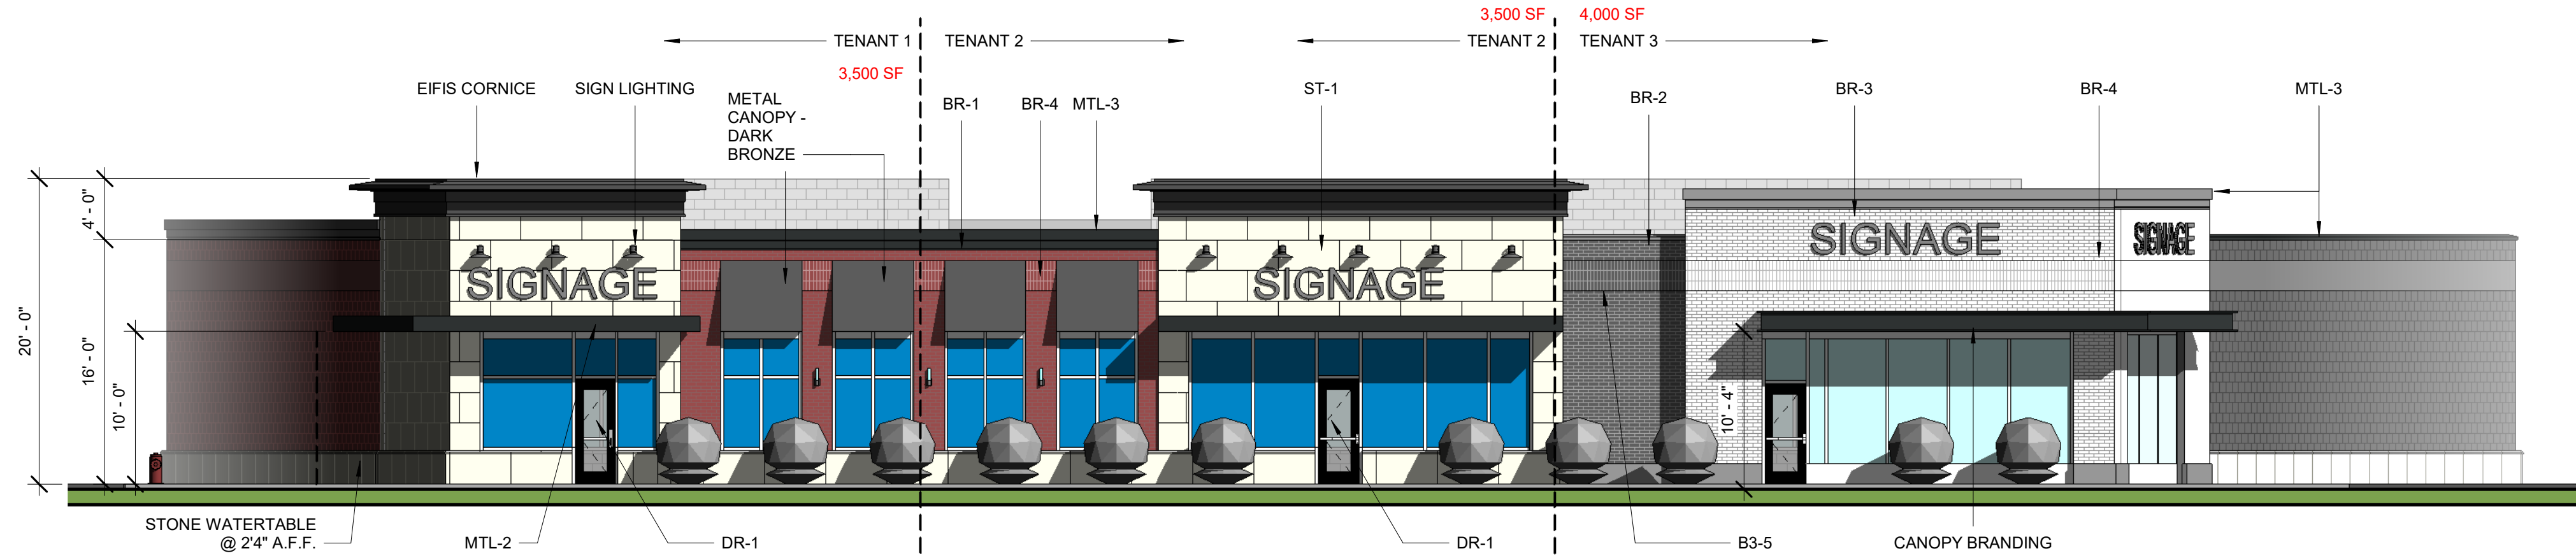 3,500 SF 4,000 SF
TENANT 1 TENANT 2 TENANT 2 TENANT 3
3,500 SF
EIFIS CORNICE SIGN LIGHTING ST-1 BR-3 BR-4 MTL-3
METAL
CANOPY -
DARK
BRONZE
BR-1 BR-4 MTL-3
BR-2
4' - 0"
20' - 0"
16' - 0"
10' - 0"
SIGNAGE
SIGNAGE
SIGNAGE
SIGNAGE
10' - 4"
STONE WATERTABLE
@ 2'4" A.F.F.
MTL-2 DR-1 DR-1 B3-5 CANOPY BRANDING